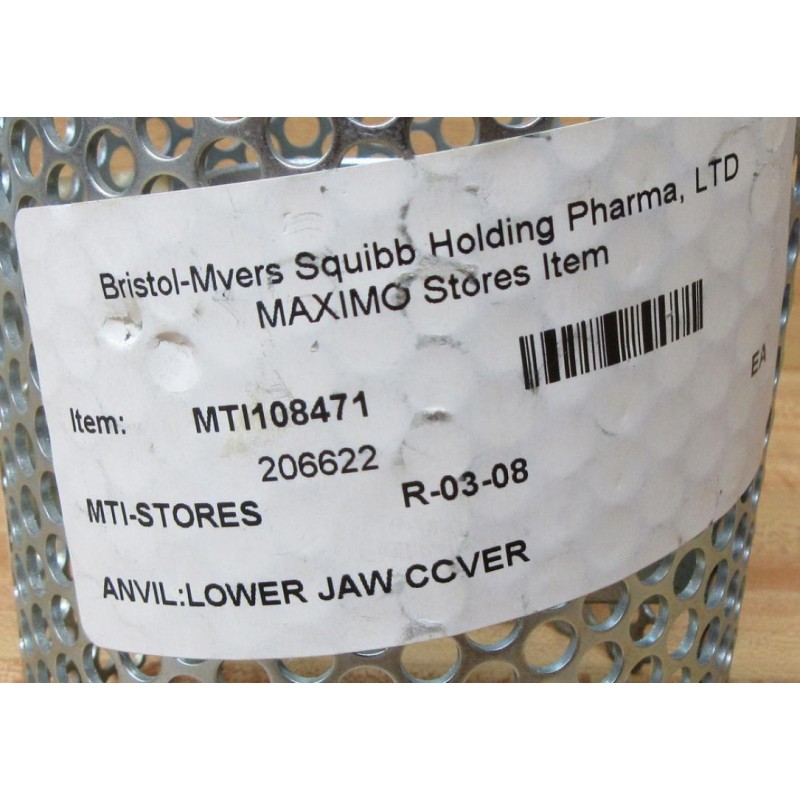 Bristol-Mvers Squibb Holding Pharma, LTD
MAXIMO Stores Item
EA
Item: MTI108471
206622
MTI-STORES R-03-08
ANVIL:LOWER JAW CCVER